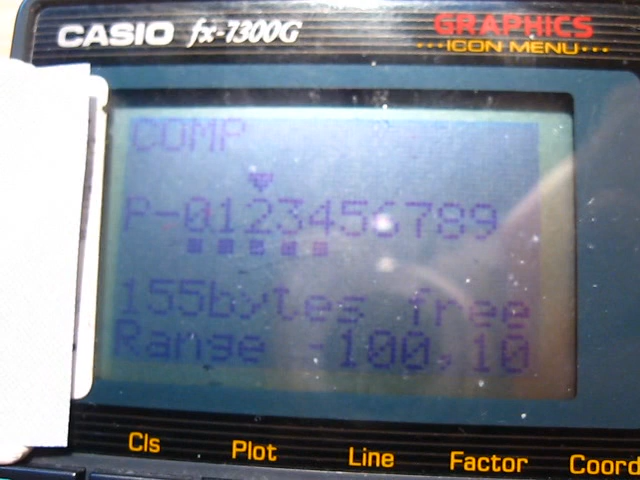 CASIO fx-7300G
GRAPHICS
ICON MENU
COMP
P-0123456789
155bytes free
Range -100,10
Cls Plot Line Factor Coord